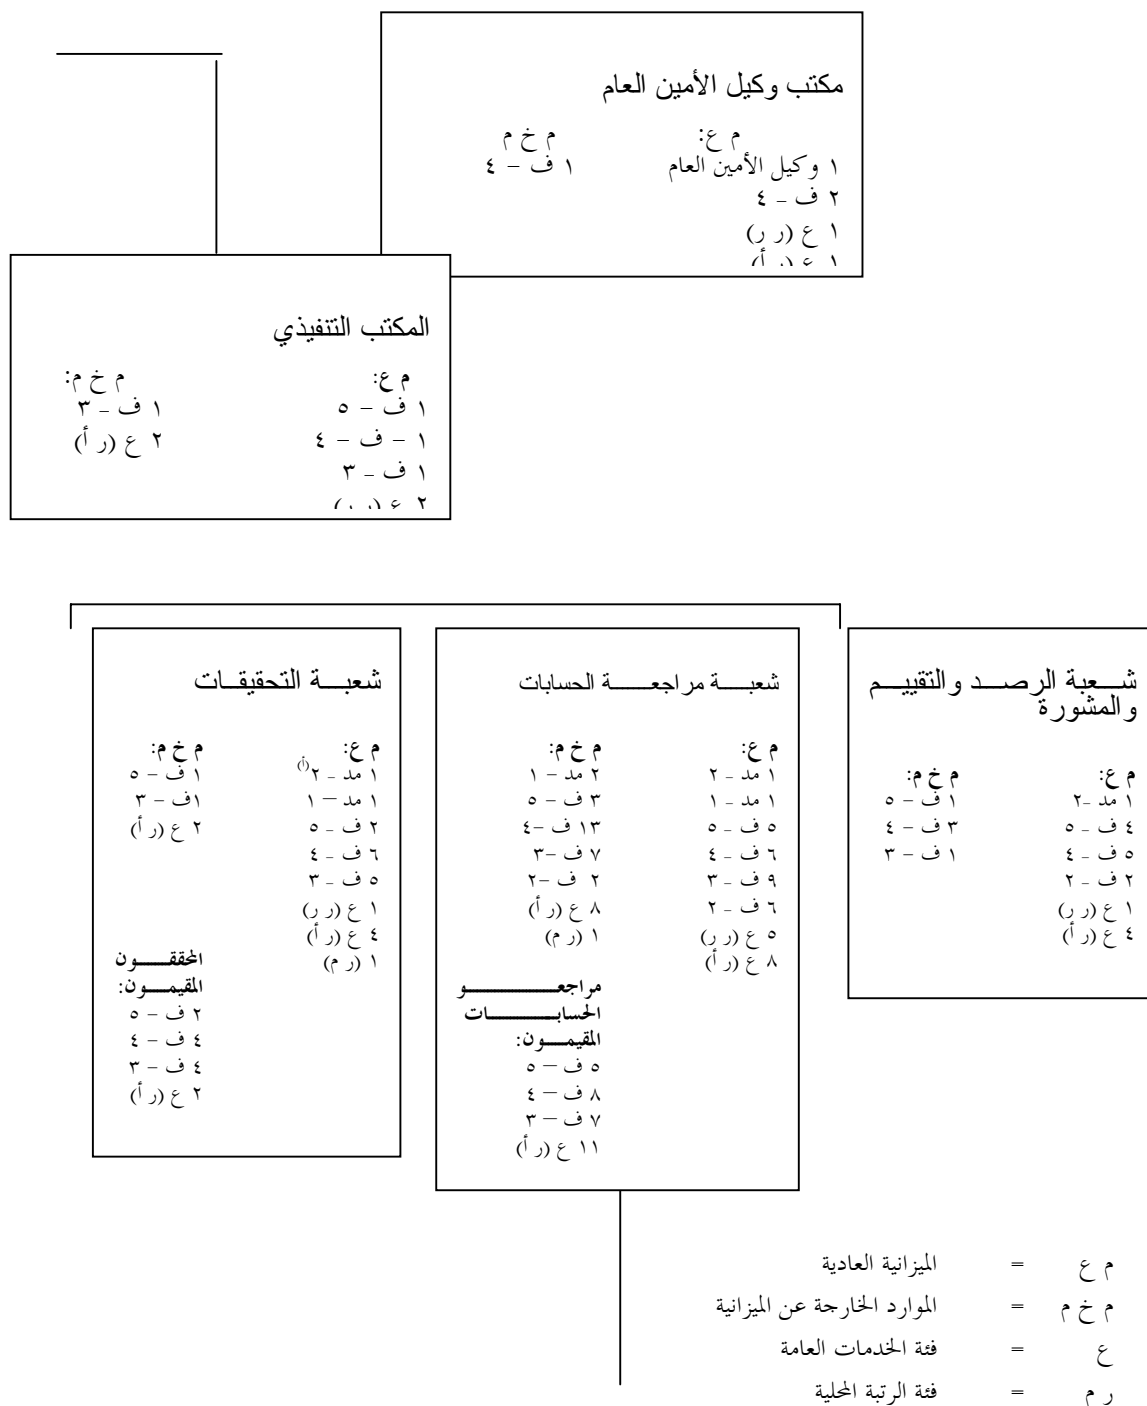 مكتب وكيل الأمين العام
م ع: م خ م
١ وكيل الأمين العام ١ ف – ٤
٢ ف – ٤
١ ع (ر ر)
١ ع (ر أ)
المكتب التنفيذي
م ع: م خ م:
١ ف – ٥ ١ ف – ٣
١ – ف – ٤ ٢ ع (ر أ)
١ ف – ٣
٢ ع (ر ر)
شعبة الرصد والتقييم
والمشورة
م ع: م خ م:
١ مد –٢ ١ ف – ٥
٤ ف – ٥ ٣ ف – ٤
٥ ف – ٤ ١ ف – ٣
٢ ف – ٢
١ ع (ر ر)
٤ ع (ر أ)
شعبة مراجعة الحسابات
م ع: م خ م:
١ مد – ٢ ٢ مد – ١
١ مد – ١ ٣ ف – ٥
٥ ف – ٥ ١٣ ف –٤
٦ ف – ٤ ٧ ف –٣
٩ ف – ٣ ٢ ف –٢
٦ ف – ٢ ٨ ع (ر أ)
٥ ع (ر ر) ١ (ر م)
٨ ع (ر أ)
مراجعو
الحسابات
المقيمون:
٥ ف – ٥
٨ ف – ٤
٧ ف – ٣
١١ ع (ر أ)
شعبة التحقيقات
م ع: م خ م:
١ مد – ٢(أ) ١ ف – ٥
١ مد – ١ ١ف – ٣
٢ ف – ٥ ٢ ع (ر أ)
٦ ف – ٤
٥ ف – ٣
١ ع (ر ر)
٤ ع (ر أ)
١ (ر م)
المحققون
المقيمون:
٢ ف – ٥
٤ ف – ٤
٤ ف – ٣
٢ ع (ر أ)
م ع = الميزانية العادية
م خ م = الموارد الخارجة عن الميزانية
ع = فئة الخدمات العامة
ر م = فئة الرتبة المحلية